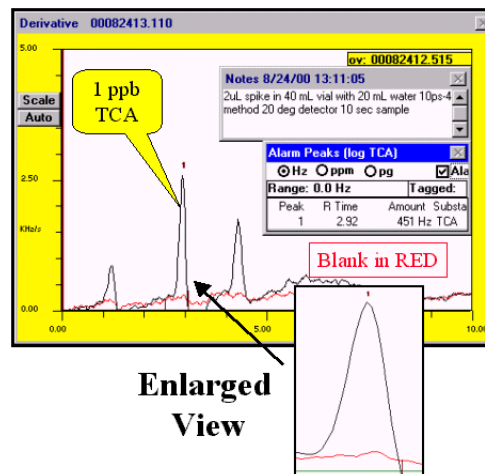 Derivative 00082413.110
5.00
ov: 00082412.515
Notes 8/24/00 13:11:05
2uL spike in 40 mL vial with 20 mL water 10ps-4
method 20 deg detector 10 sec sample
Scale
Auto
1 ppb
TCA
1
Alarm Peaks (log TCA)
Hz ppm pg Ala
Range: 0.0 Hz Tagged:
Peak R Time Amount Substa
1 2.92 451 Hz TCA
2.50
KHz/s
Blank in RED
0.00
0.00
5.00
10.00
1
Enlarged
View